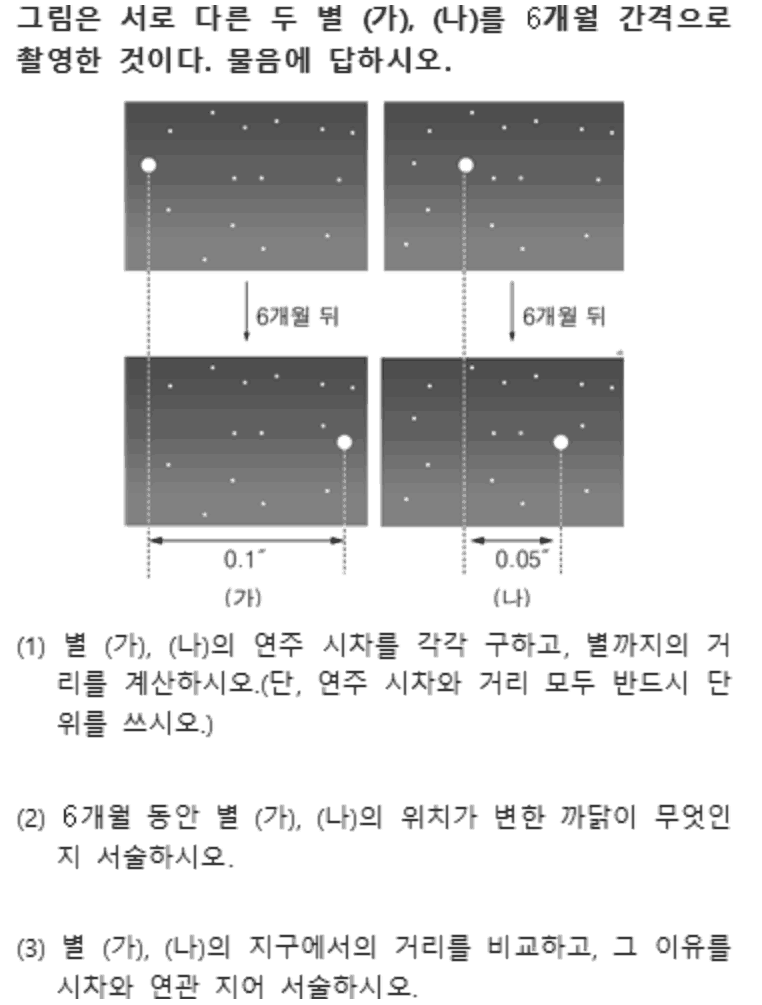 그림은 서로 다른 두 별 (가), (나)를 6개월 간격으로
촬영한 것이다. 물음에 답하시오.
6개월 뒤
6개월 뒤
0.1″
0.05″
(가)
(나)
(1) 별 (가), (나)의 연주 시차를 각각 구하고, 별까지의 거
리를 계산하시오.(단, 연주 시차와 거리 모두 반드시 단
위를 쓰시오.)
(2) 6개월 동안 별 (가), (나)의 위치가 변한 까닭이 무엇인
지 서술하시오.
(3) 별 (가), (나)의 지구에서의 거리를 비교하고, 그 이유를
시차와 연관 지어 서술하시오.